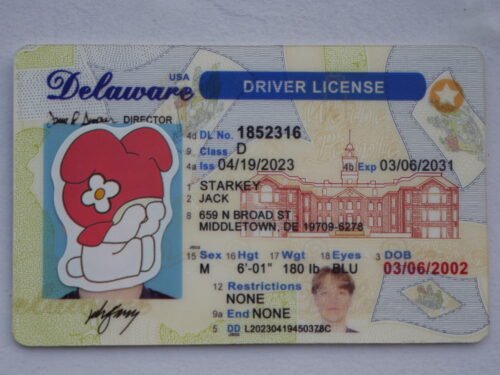 Delaware USA DRIVER LICENSE
DIRECTOR
4d DL No. 1852316
9 Class D
4a Iss 04/19/2023 4b Exp 03/06/2031
1 STARKEY
2 JACK
8 659 N BROAD ST
MIDDLETOWN, DE 19709-6278
15 Sex 16 Hgt 17 Wgt 18 Eyes 3 DOB
M 6'-01" 180 lb BLU 03/06/2002
12 Restrictions
NONE
9a End NONE
5 DD L20230419450378C